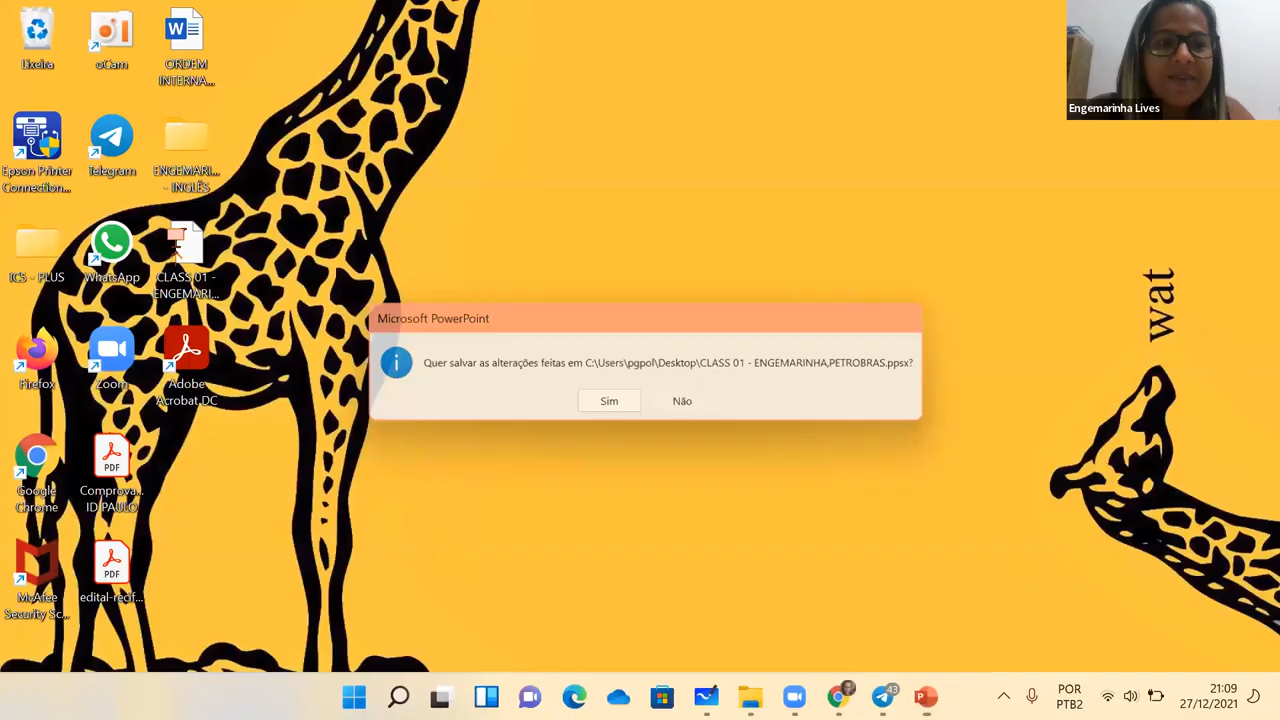 Lixeira
oCam
ORDEM
INTERNA...
Engemarinha Lives
Epson Printer
Connection...
Telegram
ENGEMARI...
- INGLÊS
ICS - PLUS
WhatsApp
CLASS 01 -
ENGEMARI...
wat
Microsoft PowerPoint
Quer salvar as alterações feitas em C:\Users\pgpol\Desktop\CLASS 01 - ENGEMARINHA,PETROBRAS.ppsx?
Sim
Não
Firefox
Zoom
Adobe
Acrobat DC
Google
Chrome
PDF
Comprova...
ID PAULO
McAfee
Security Sc...
PDF
edital-recif...
43
POR
PTB2
21:09
27/12/2021